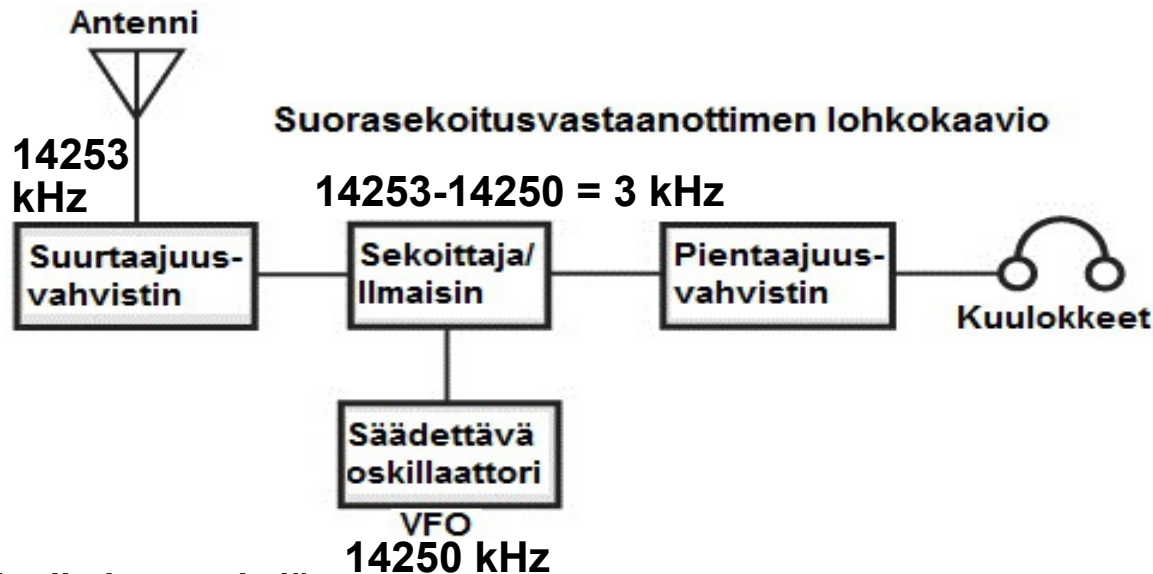 Antenni
Suorasekoitusvastaanottimen lohkokaavio
14253
kHz
14253-14250 = 3 kHz
Suurtaajuus-
vahvistin
Sekoittaja/
Ilmaisin
Pientaajuus-
vahvistin
Kuulokkeet
Säädettävä
oskillaattori
VFO
14250 kHz